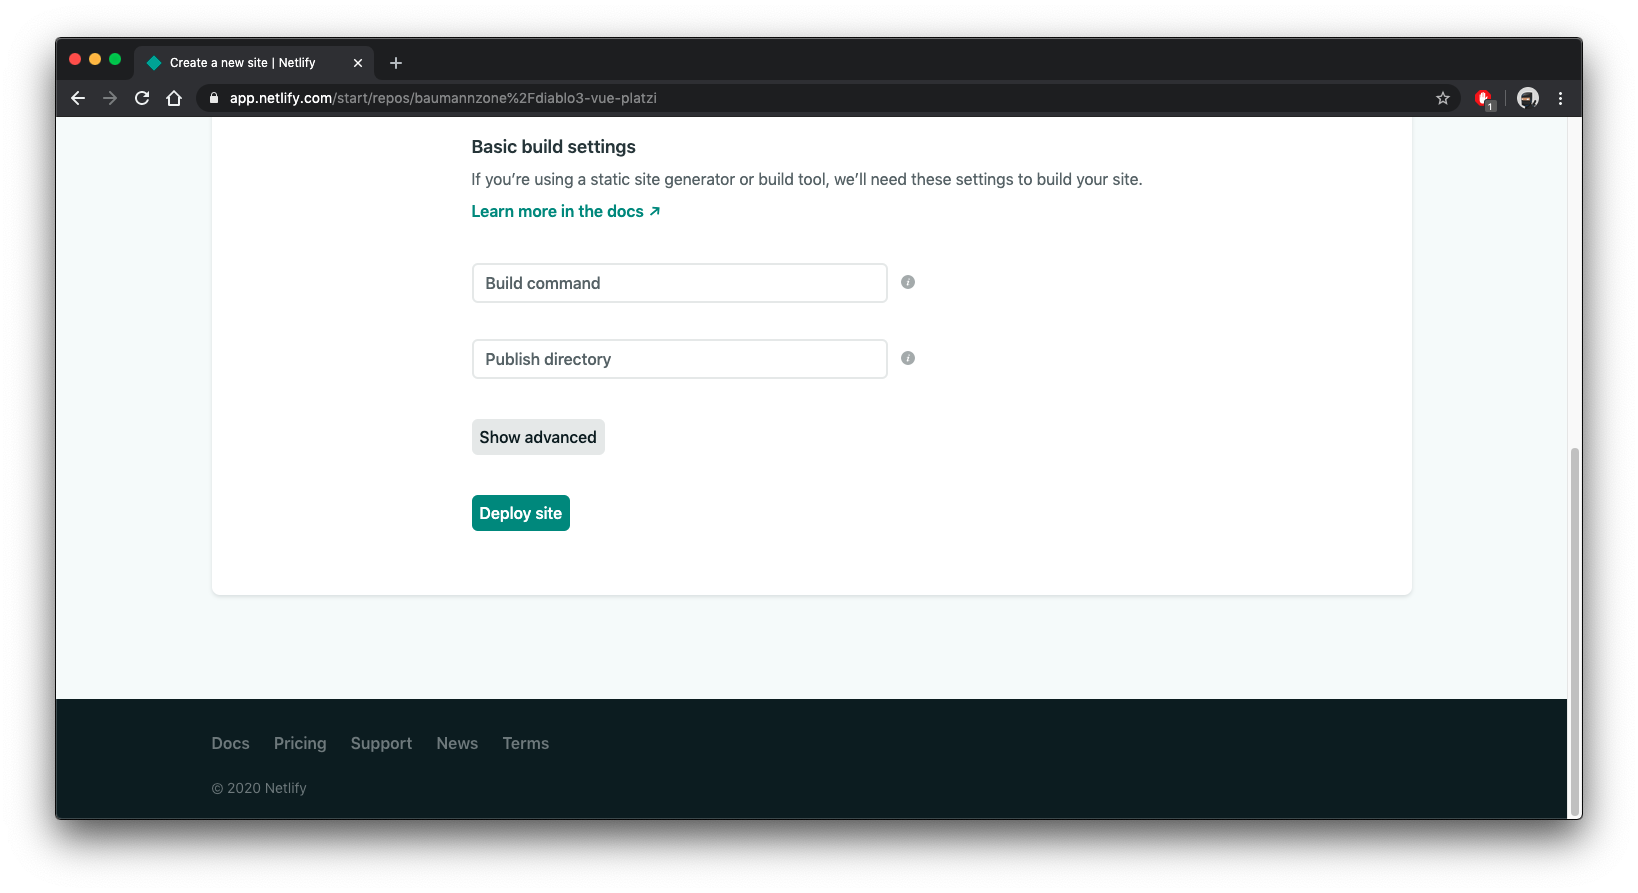 Create a new site | Netlify
app.netlify.com/start/repos/baumannzone%2Fdiablo3-vue-platzi
1
Basic build settings
If you’re using a static site generator or build tool, we’ll need these settings to build your site.
Learn more in the docs
Build command
Publish directory
Show advanced
Deploy site
Docs Pricing Support News Terms
© 2020 Netlify